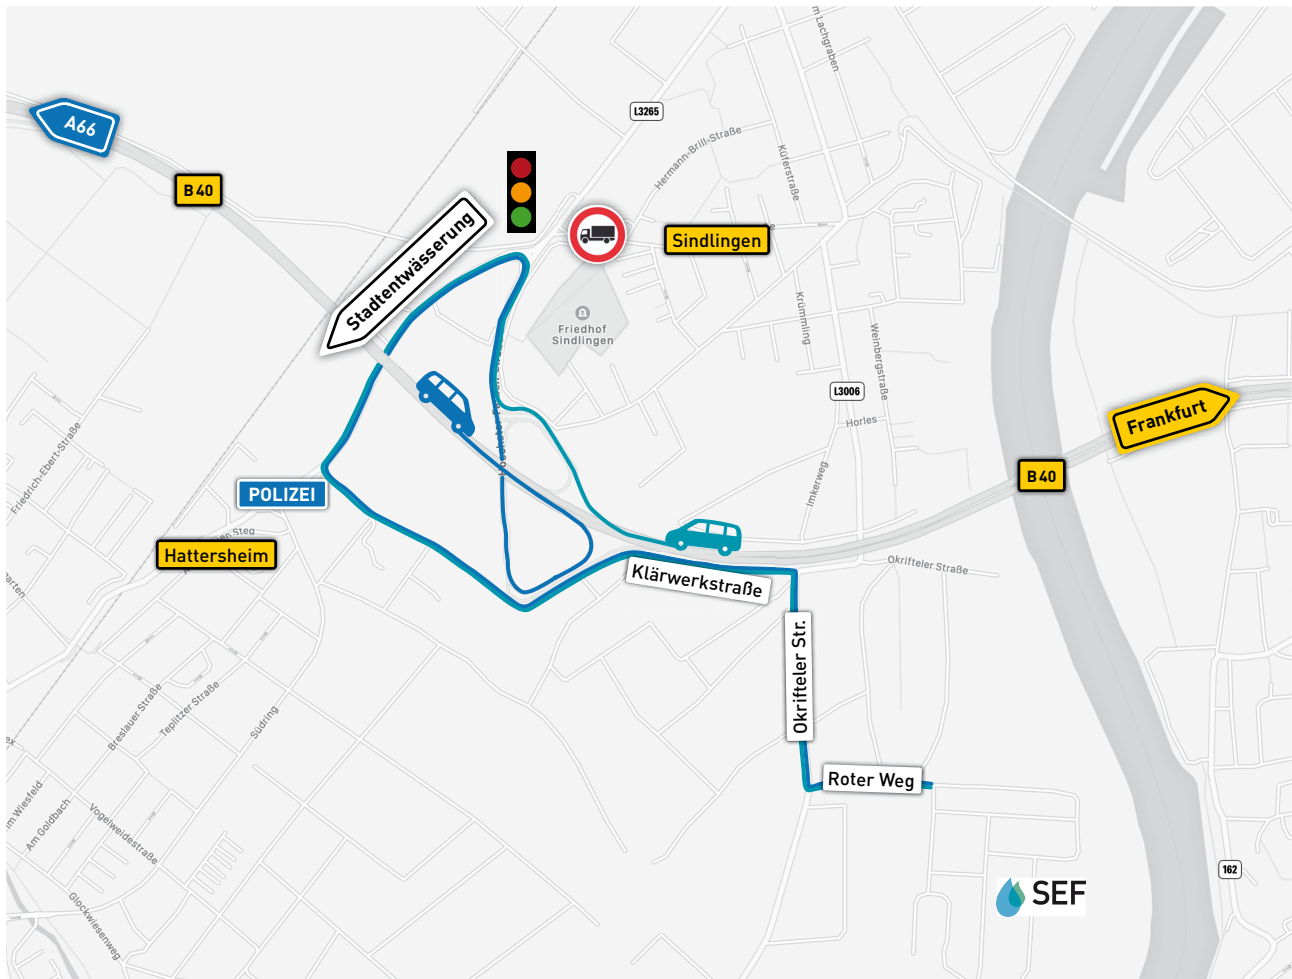 m Lachgraben
L3265
A66
Hermann-Brill-Straße
Küferstraße
B 40
Stadtentwässerung
Sindlingen
Friedhof
Sindlingen
Krümmling
Weinbergstraße
L3006
Frankfurt
Horles
Friedrich-Ebert-Straße
Imkerweg
B 40
POLIZEI
Hattersheim
Okrifteler Straße
Klärwerkstraße
Okrifteler Str.
Breslauer Straße
Teplitzer Straße
Südring
Roter Weg
m Wiesfeld
Am Goldbach
Vogelweidestraße
162
SEF
Glockwiesenweg